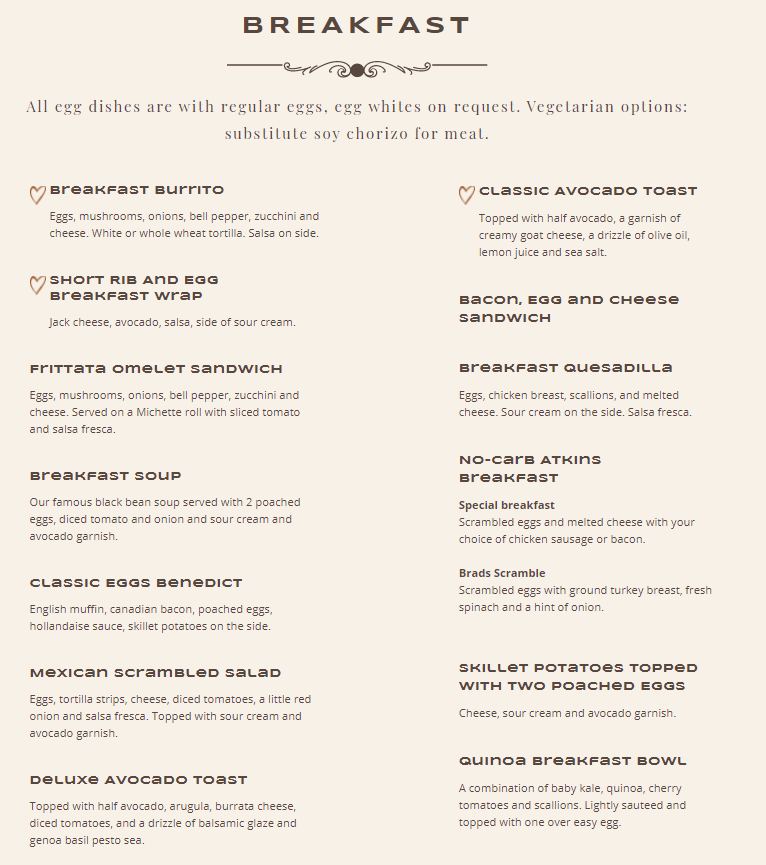 BREAKFAST
All egg dishes are with regular eggs, egg whites on request. Vegetarian options:
substitute soy chorizo for meat.
Breakfast Burrito
Eggs, mushrooms, onions, bell pepper, zucchini and
cheese. White or whole wheat tortilla. Salsa on side.
Short Rib and Egg
Breakfast Wrap
Jack cheese, avocado, salsa, side of sour cream.
Frittata Omelet Sandwich
Eggs, mushrooms, onions, bell pepper, zucchini and
cheese. Served on a Michette roll with sliced tomato
and salsa fresca.
Breakfast Soup
Our famous black bean soup served with 2 poached
eggs, diced tomato and onion and sour cream and
avocado garnish.
Classic Eggs Benedict
English muffin, canadian bacon, poached eggs,
hollandaise sauce, skillet potatoes on the side.
Mexican Scrambled Salad
Eggs, tortilla strips, cheese, diced tomatoes, a little red
onion and salsa fresca. Topped with sour cream and
avocado garnish.
Deluxe Avocado Toast
Topped with half avocado, arugula, burrata cheese,
diced tomatoes, and a drizzle of balsamic glaze and
genoa basil pesto sea.
Classic Avocado Toast
Topped with half avocado, a garnish of
creamy goat cheese, a drizzle of olive oil,
lemon juice and sea salt.
Bacon, Egg and Cheese
Sandwich
Breakfast Quesadilla
Eggs, chicken breast, scallions, and melted
cheese. Sour cream on the side. Salsa fresca.
No-Carb Atkins
Breakfast
Special breakfast
Scrambled eggs and melted cheese with your
choice of chicken sausage or bacon.
Brads Scramble
Scrambled eggs with ground turkey breast, fresh
spinach and a hint of onion.
Skillet Potatoes Topped
with Two Poached Eggs
Cheese, sour cream and avocado garnish.
Quinoa Breakfast Bowl
A combination of baby kale, quinoa, cherry
tomatoes and scallions. Lightly sauteed and
topped with one over easy egg.